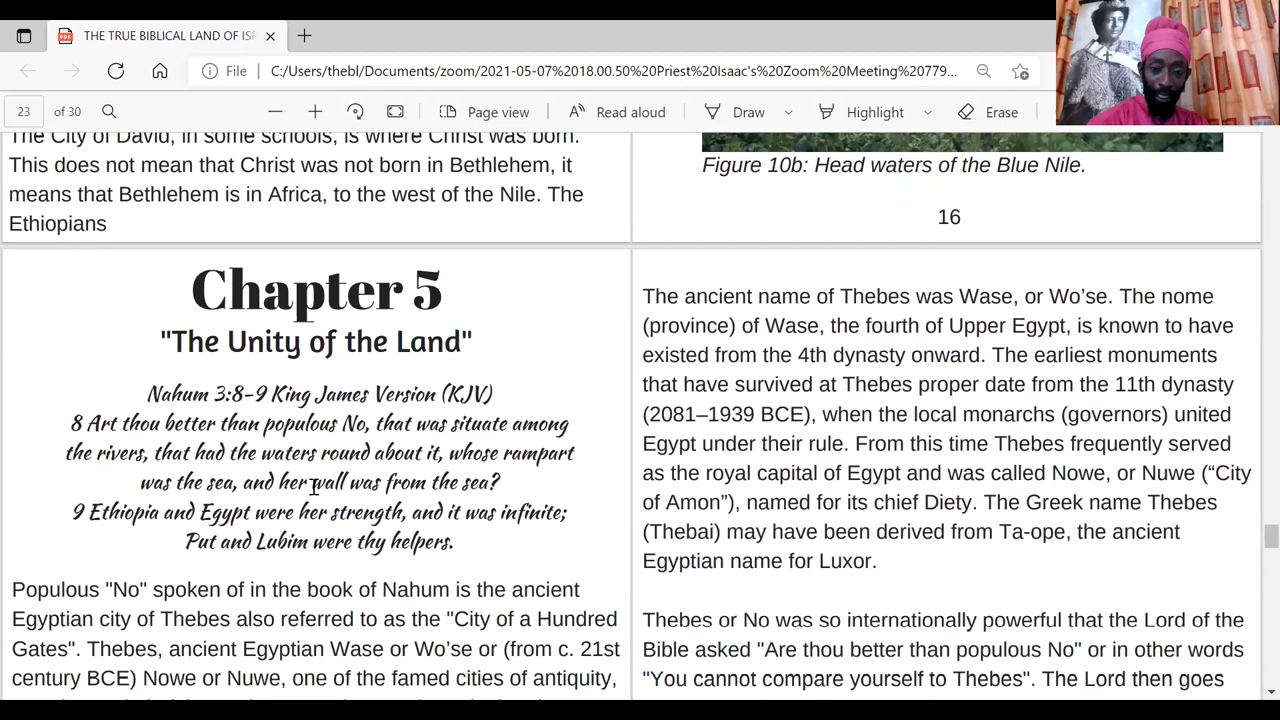 THE TRUE BIBLICAL LAND OF ISR
File
C:/Users/thebl/Documents/zoom/2021-05-07%2018.00.50%20Priest%20Isaac's%20Zoom%20Meeting%20779...
23 of 30
Page view
Read aloud
Draw
Highlight
Erase
The City of David, in some schools, is where Christ was born.
This does not mean that Christ was not born in Bethlehem, it
means that Bethlehem is in Africa, to the west of the Nile. The
Ethiopians
Figure 10b: Head waters of the Blue Nile.
16
Chapter 5
"The Unity of the Land"
Nahum 3:8-9 King James Version (KJV)
8 Art thou better than populous No, that was situate among
the rivers, that had the waters round about it, whose rampart
was the sea, and her wall was from the sea?
9 Ethiopia and Egypt were her strength, and it was infinite;
Put and Lubim were thy helpers.
Populous "No" spoken of in the book of Nahum is the ancient
Egyptian city of Thebes also referred to as the "City of a Hundred
Gates". Thebes, ancient Egyptian Wase or Wo’se or (from c. 21st
century BCE) Nowe or Nuwe, one of the famed cities of antiquity,
The ancient name of Thebes was Wase, or Wo’se. The nome
(province) of Wase, the fourth of Upper Egypt, is known to have
existed from the 4th dynasty onward. The earliest monuments
that have survived at Thebes proper date from the 11th dynasty
(2081–1939 BCE), when the local monarchs (governors) united
Egypt under their rule. From this time Thebes frequently served
as the royal capital of Egypt and was called Nowe, or Nuwe (“City
of Amon”), named for its chief Diety. The Greek name Thebes
(Thebai) may have been derived from Ta-ope, the ancient
Egyptian name for Luxor.
Thebes or No was so internationally powerful that the Lord of the
Bible asked "Are thou better than populous No" or in other words
"You cannot compare yourself to Thebes". The Lord then goes